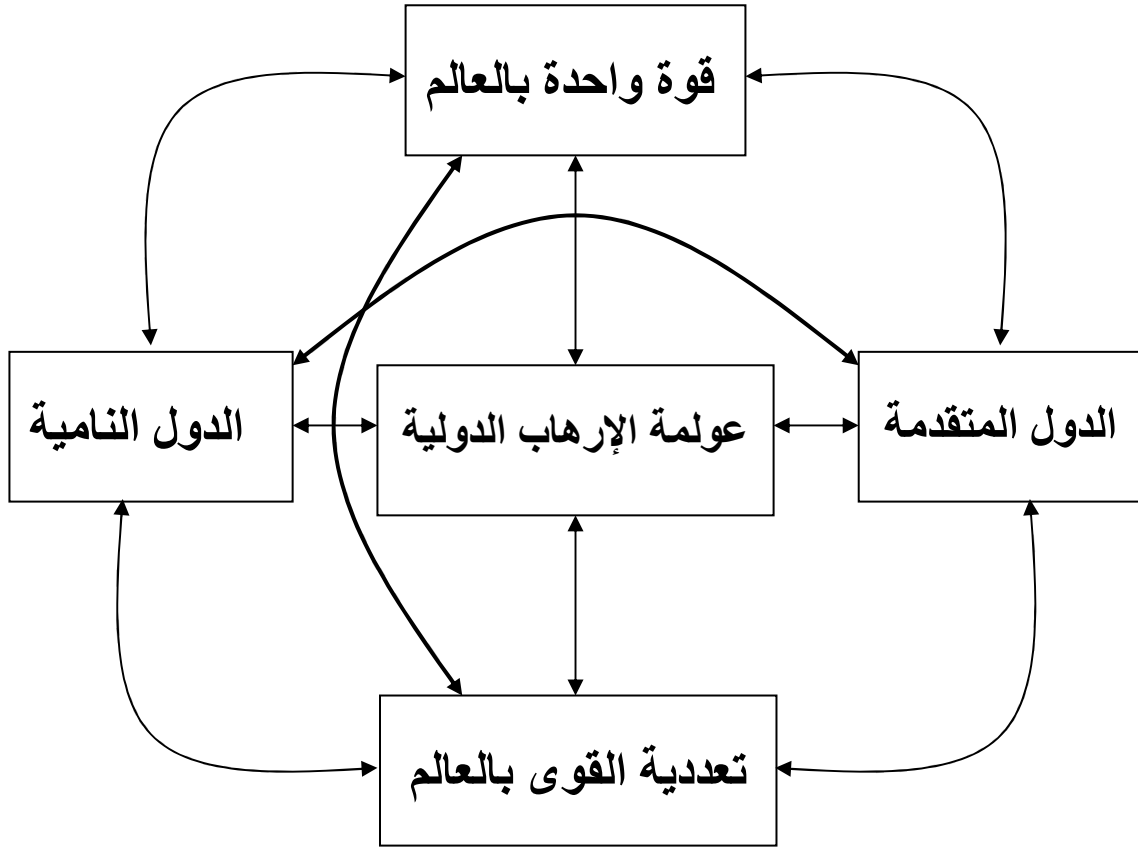 قوة واحدة بالعالم
الدول المتقدمة
عولمة الإرهاب الدولية
الدول النامية
تعددية القوى بالعالم